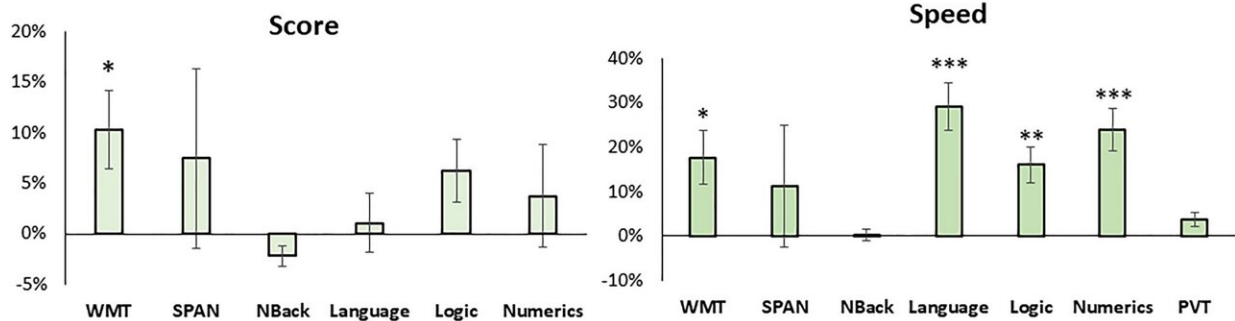 Score
20%
15%
10%
5%
0%
-5%
*
WMT SPAN NBack Language Logic Numerics
Speed
40%
30%
20%
10%
0%
-10%
* *** ** ***
WMT SPAN NBack Language Logic Numerics PVT